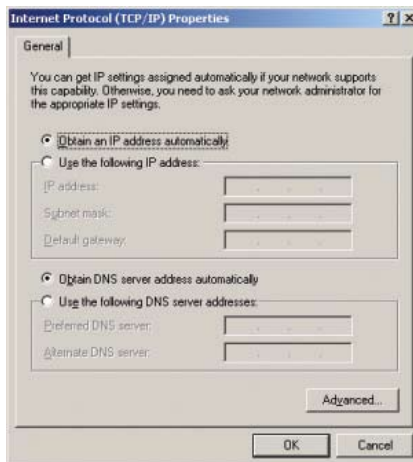 Internet Protocol (TCP/IP) Properties
General
You can get IP settings assigned automatically if your network supports
this capability. Otherwise, you need to ask your network administrator for
the appropriate IP settings.
Obtain an IP address automatically
Use the following IP address:
IP address:
Subnet mask:
Default gateway:
Obtain DNS server address automatically
Use the following DNS server addresses:
Preferred DNS server:
Alternate DNS server:
Advanced...
OK
Cancel